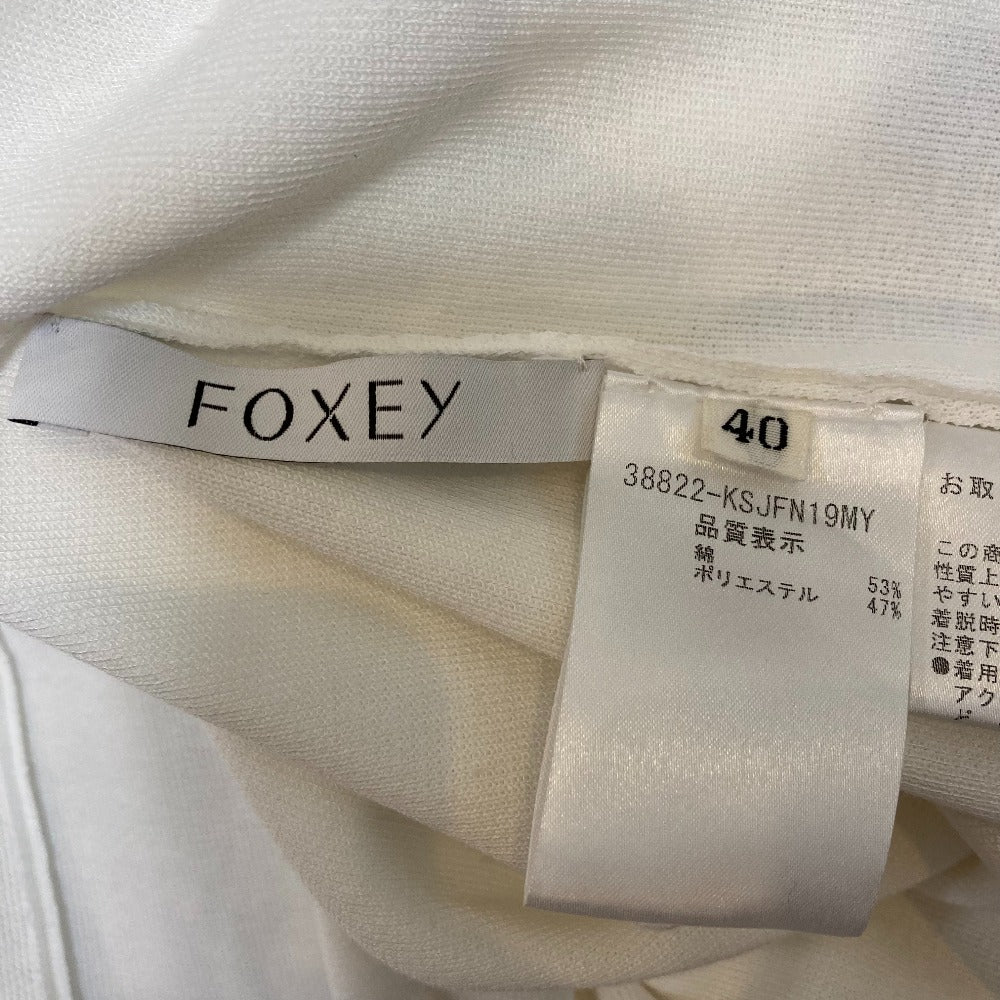 FOXEY
40
38822-KSJFN19MY
品質表示
綿 53%
ポリエステル 47%
お取
この商
性質上
やすい
着脱時
注意下
●着用
アク